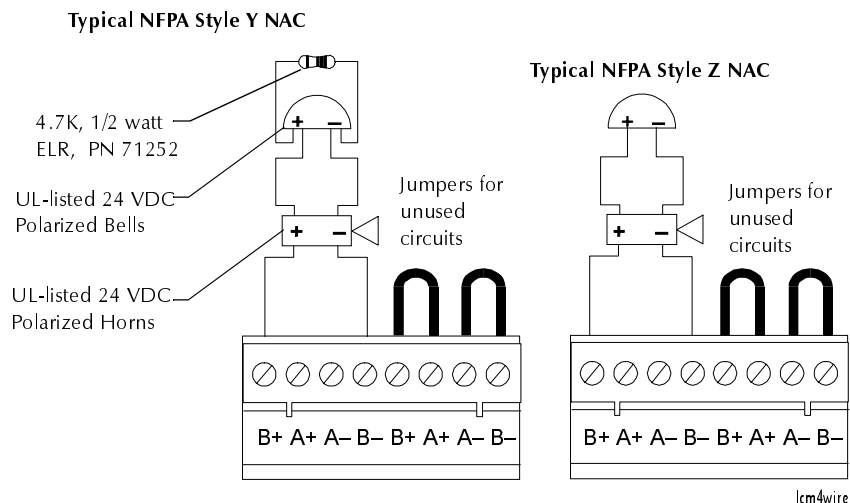 Typical NFPA Style Y NAC
4.7K, 1/2 watt
ELR, PN 71252
+ –
UL-listed 24 VDC
Polarized Bells
Jumpers for
unused
circuits
+ –
UL-listed 24 VDC
Polarized Horns
B+ A+ A– B– B+ A+ A– B–
Typical NFPA Style Z NAC
+ –
Jumpers for
unused
circuits
+ –
B+ A+ A– B– B+ A+ A– B–
lcm4wire